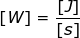 [W] = [J] / [s]